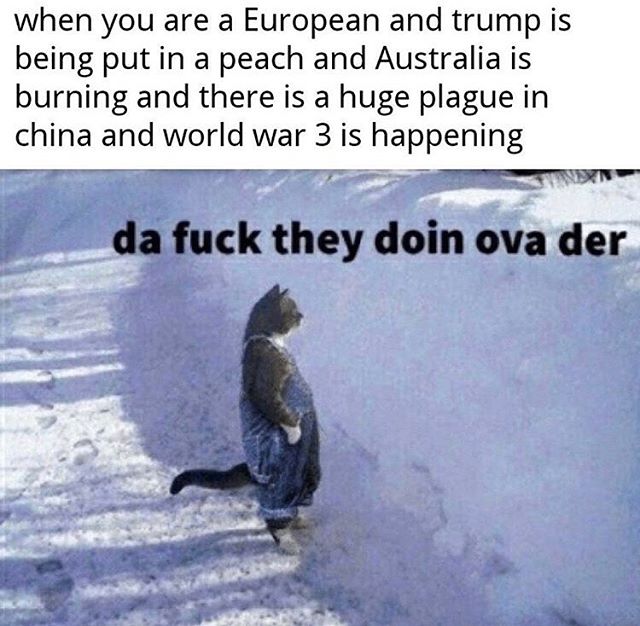 when you are a European and trump is
being put in a peach and Australia is
burning and there is a huge plague in
china and world war 3 is happening
da fuck they doin ova der